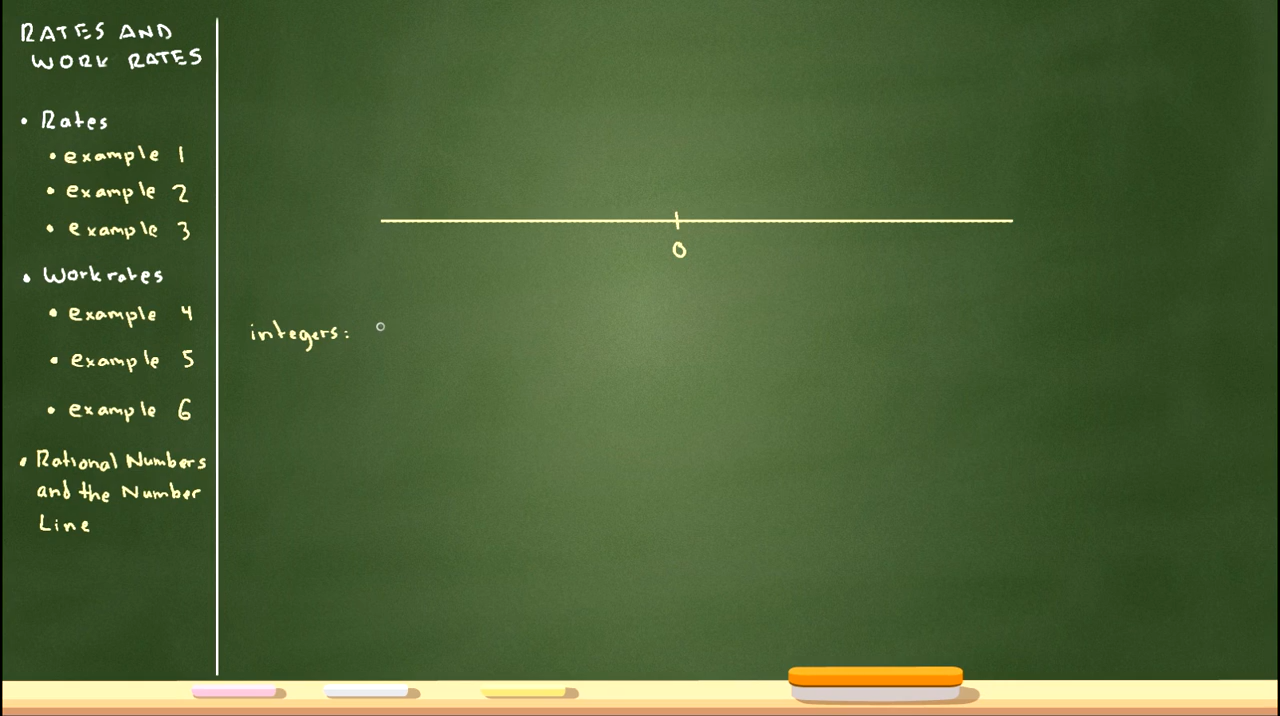 RATES AND
WORK RATES
• Rates
• example 1
• example 2
• example 3
• Workrates
• example 4
• example 5
• example 6
• Rational Numbers
and the Number
Line
0
integers: